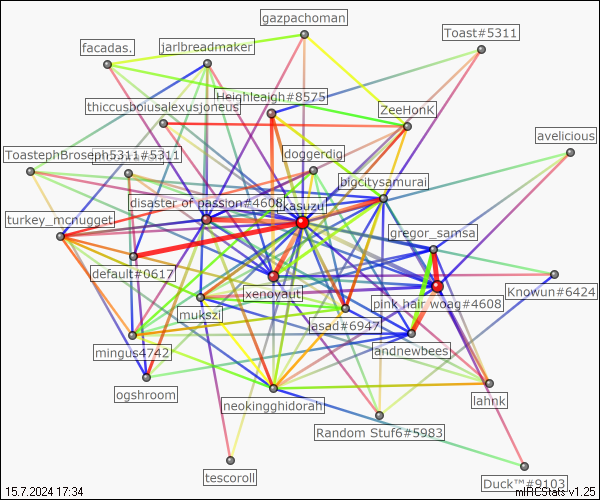 gazpachoman
Toast#5311
facadas.
jarlbreadmaker
Heighleaigh#8575
thiccusboiusalexusjoneus
ZeeHonK
avelicious
ToastephBroseph5311#5311
doggerdig
bigcitysamurai
disaster of passion#4608
kasuzu
turkey_mcnugget
gregor_samsa
default#0617
xenoyaut
pink hair woag#4608
Knowun#6424
mukszi
jasad#6947
mingus4742
andnewbees
ogshroom
neokingghidorah
lahnk
Random Stuf6#5983
tescoroll
Duck™#9103
15.7.2024 17:34
mIRCStats v1.25